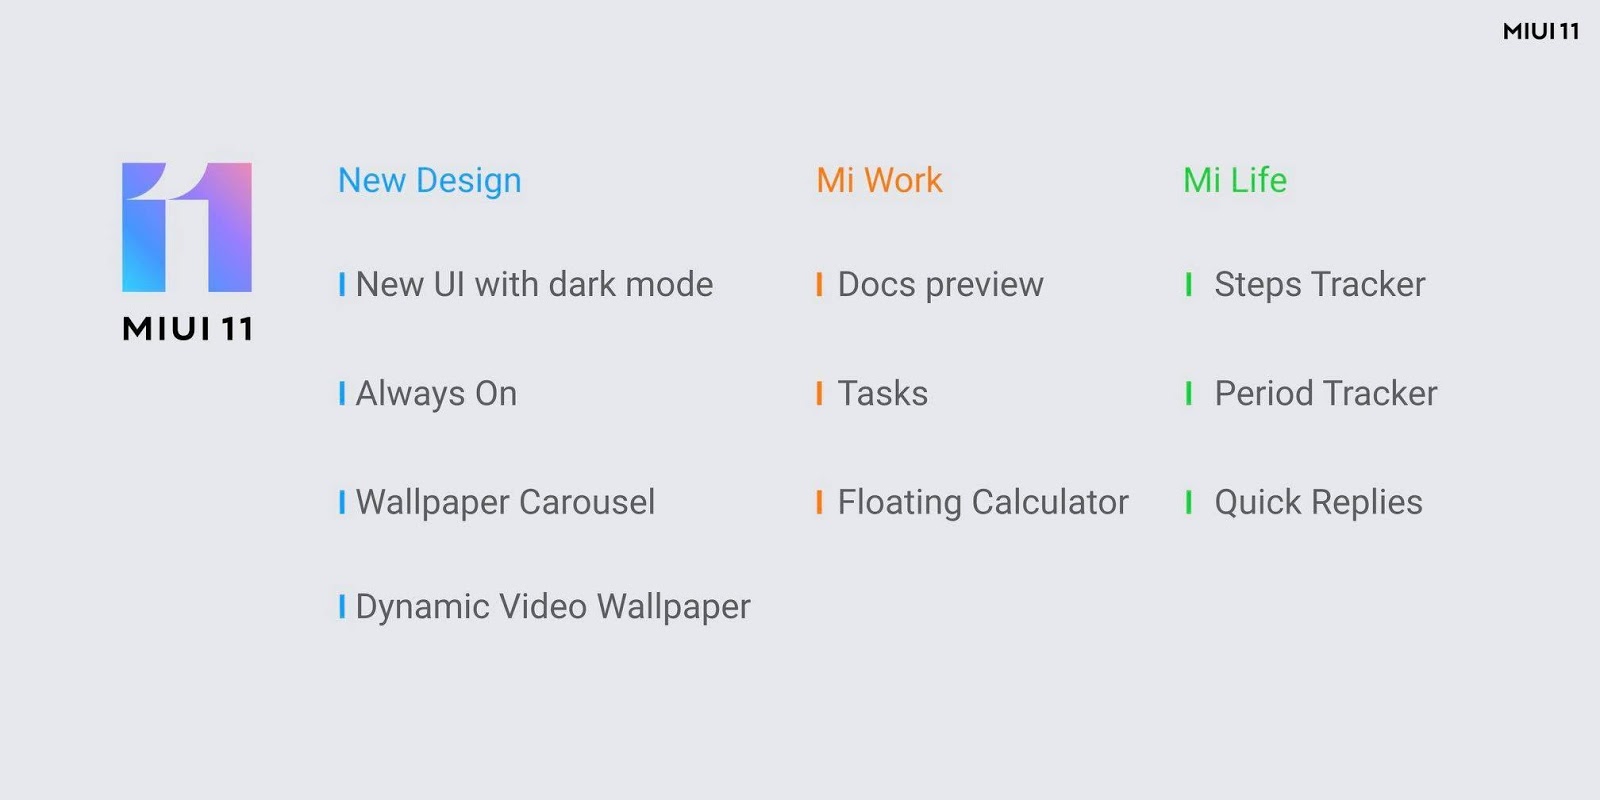 MIUI 11
11
MIUI 11
New Design
New UI with dark mode
Always On
Wallpaper Carousel
Dynamic Video Wallpaper
Mi Work
Docs preview
Tasks
Floating Calculator
Mi Life
Steps Tracker
Period Tracker
Quick Replies